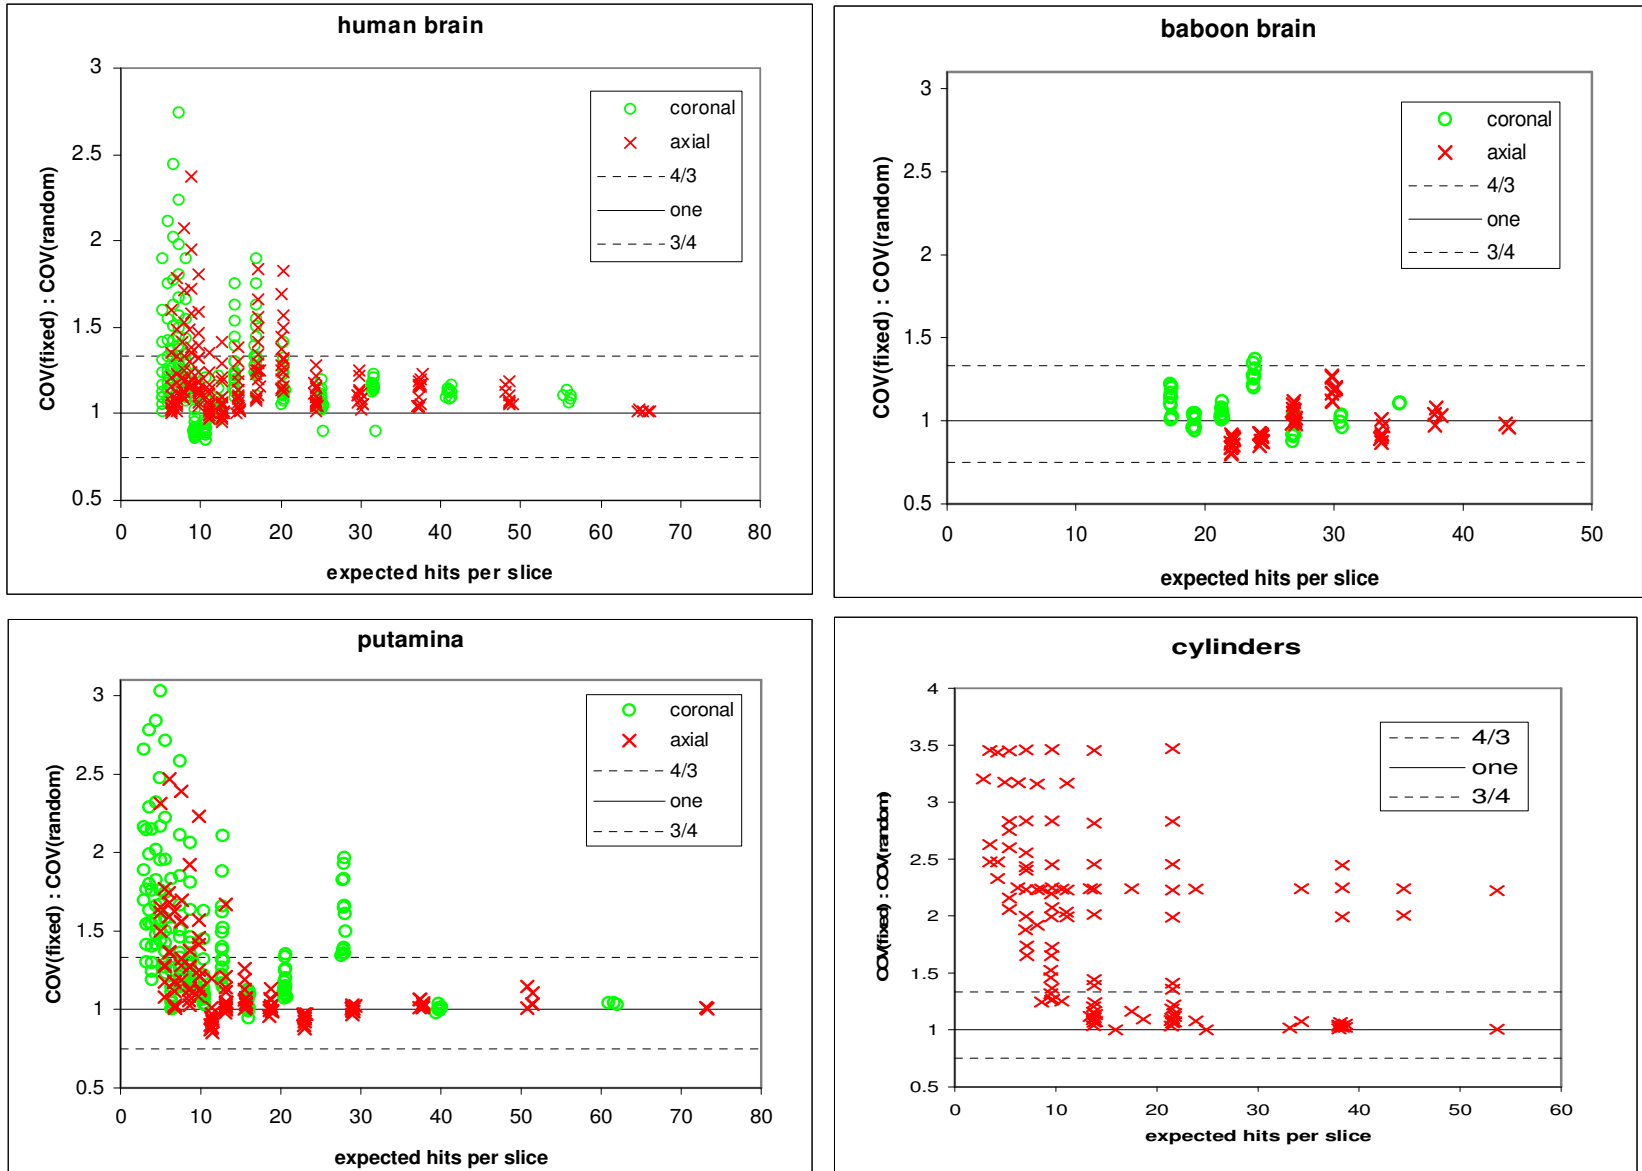 human brain
3
2.5
2
1.5
1
0.5
0 10 20 30 40 50 60 70 80
COV(fixed) : COV(random)
expected hits per slice
coronal
axial
4/3
one
3/4
baboon brain
3
2.5
2
1.5
1
0.5
0 10 20 30 40 50
COV(fixed) : COV(random)
expected hits per slice
coronal
axial
4/3
one
3/4
putamina
3
2.5
2
1.5
1
0.5
0 10 20 30 40 50 60 70 80
COV(fixed) : COV(random)
expected hits per slice
coronal
axial
4/3
one
3/4
cylinders
4
3.5
3
2.5
2
1.5
1
0.5
0 10 20 30 40 50 60
COV(fixed) : COV(random)
expected hits per slice
4/3
one
3/4